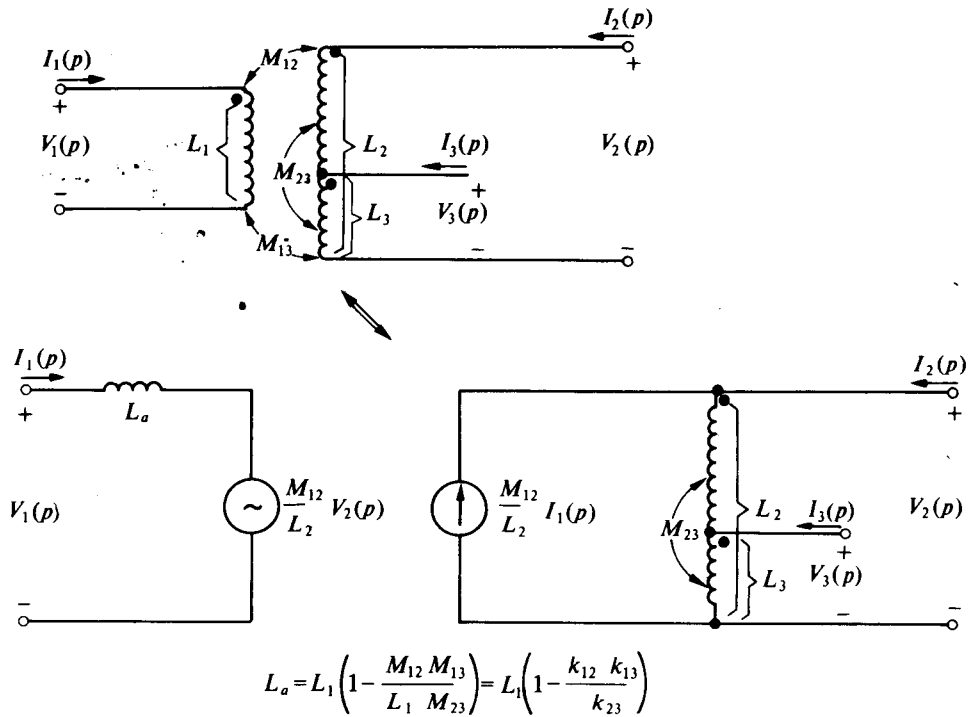 I₂(p)
I₁(p) M₁₂
+ +
V₁(p) L₁ L₂ I₃(p) V₂(p)
M₂₃ +
L₃ V₃(p)
− M₁₃ − −
I₁(p) I₂(p)
+ Lₐ +
V₁(p) ~ M₁₂/L₂ V₂(p) M₁₂/L₂ I₁(p) M₂₃ L₂ I₃(p) V₂(p)
+
L₃ V₃(p)
− − −
Lₐ = L₁(1 − M₁₂ M₁₃ / L₁ M₂₃) = L₁(1 − k₁₂ k₁₃ / k₂₃)